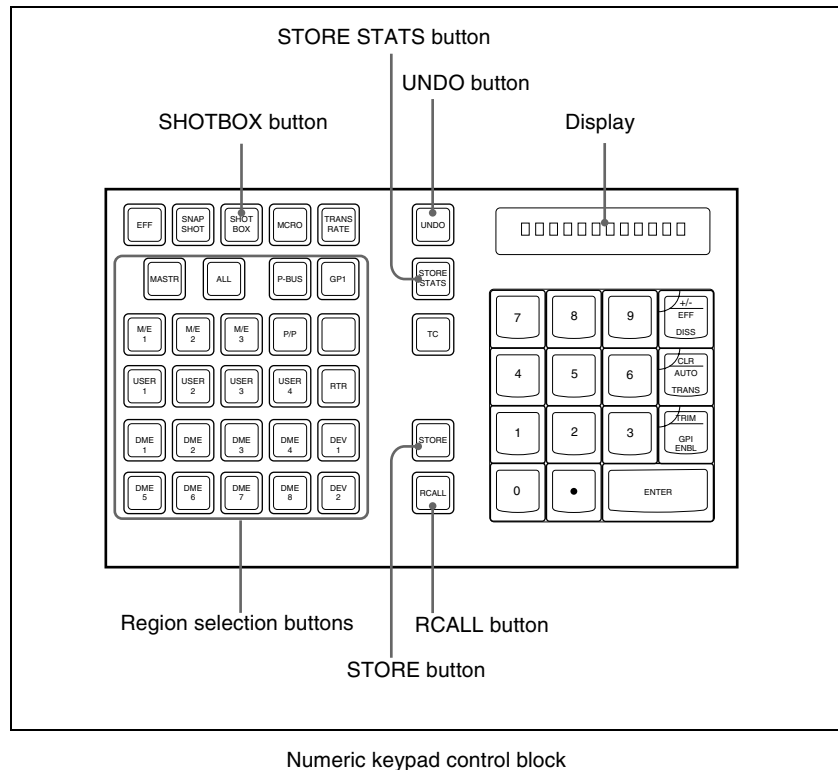 STORE STATS button
UNDO button
SHOTBOX button
Display
EFF
SNAP
SHOT
SHOT
BOX
MCRO
TRANS
RATE
UNDO
MASTR
ALL
P-BUS
GP1
STORE
STATS
M/E
1
M/E
2
M/E
3
P/P
TC
USER
1
USER
2
USER
3
USER
4
RTR
DME
1
DME
2
DME
3
DME
4
DEV
1
STORE
DME
5
DME
6
DME
7
DME
8
DEV
2
RCALL
7
8
9
+/-
EFF
DISS
4
5
6
CLR
AUTO
TRANS
1
2
3
TRIM
GPI
ENBL
0
•
ENTER
Region selection buttons
RCALL button
STORE button
Numeric keypad control block